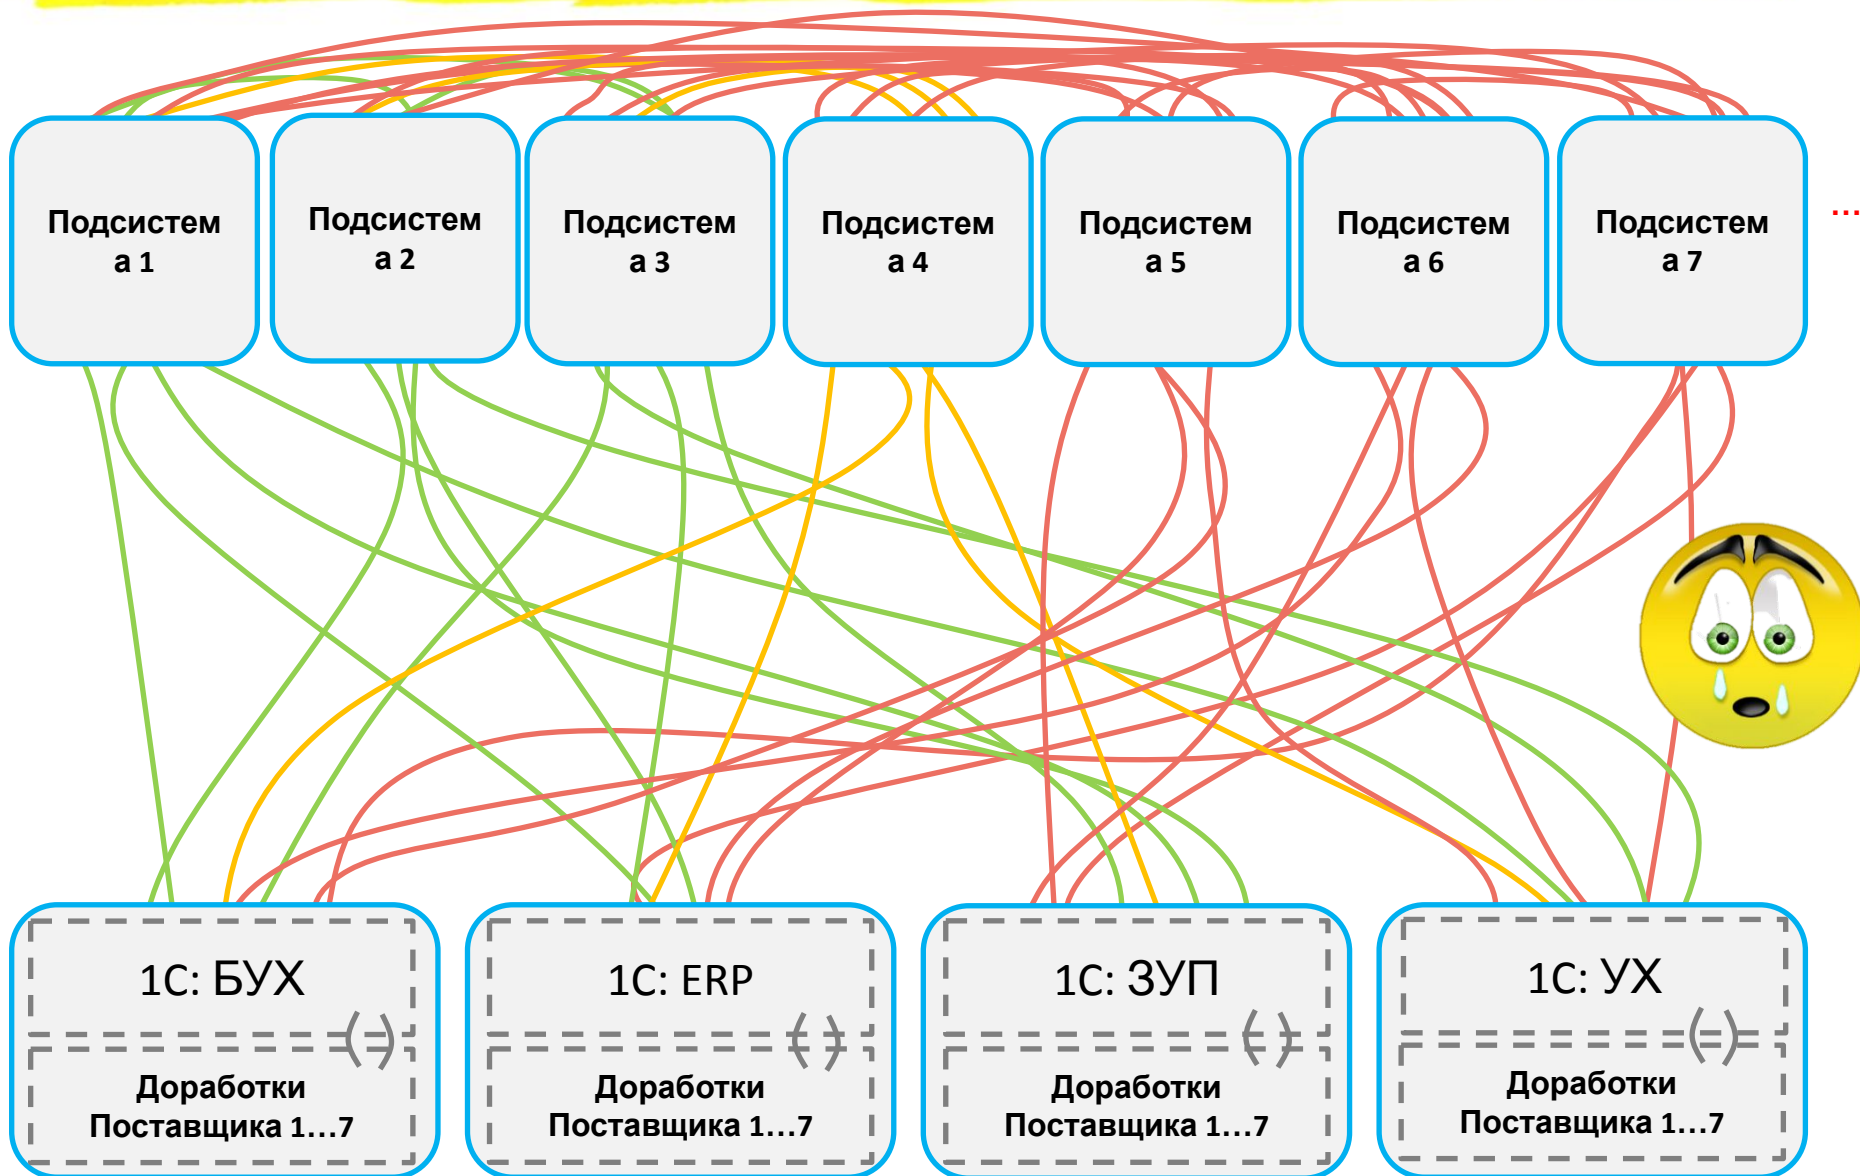 Подсистем
а 1
Подсистем
а 2
Подсистем
а 3
Подсистем
а 4
Подсистем
а 5
Подсистем
а 6
Подсистем
а 7
...
1С: БУХ
Доработки
Поставщика 1...7
1С: ERP
Доработки
Поставщика 1...7
1С: ЗУП
Доработки
Поставщика 1...7
1С: УХ
Доработки
Поставщика 1...7